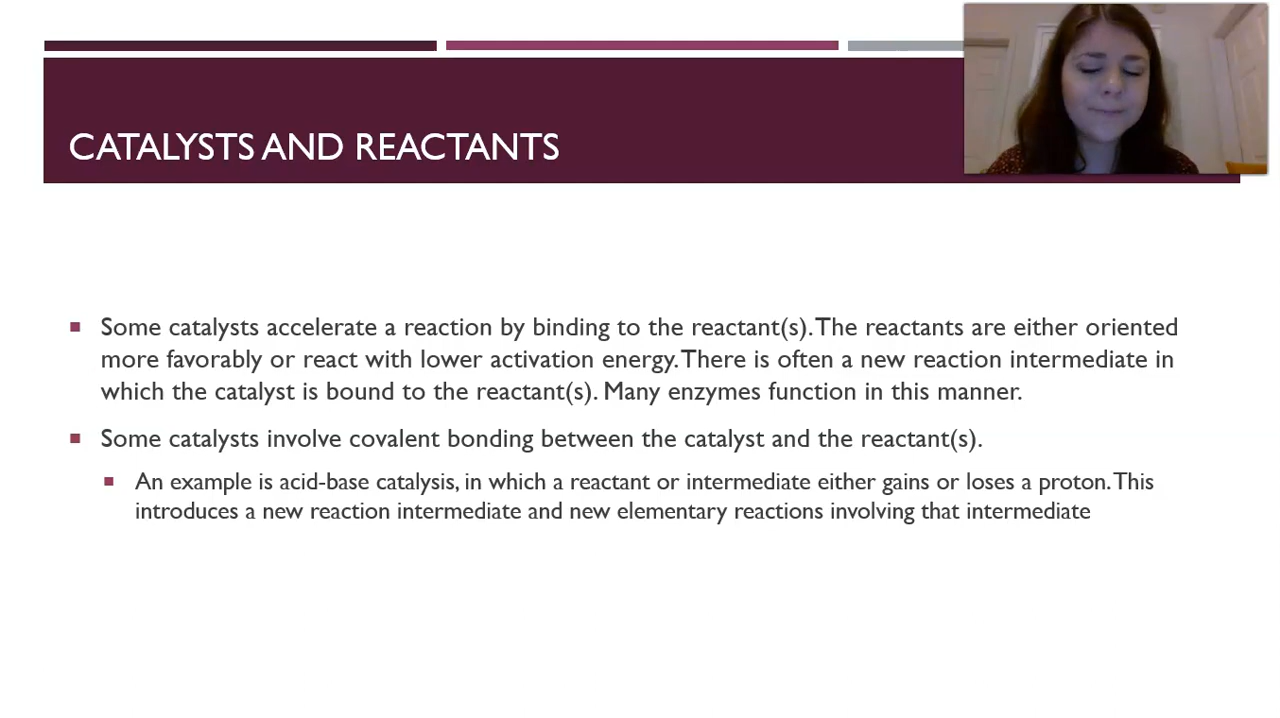 CATALYSTS AND REACTANTS
Some catalysts accelerate a reaction by binding to the reactant(s). The reactants are either oriented
more favorably or react with lower activation energy. There is often a new reaction intermediate in
which the catalyst is bound to the reactant(s). Many enzymes function in this manner.
Some catalysts involve covalent bonding between the catalyst and the reactant(s).
An example is acid-base catalysis, in which a reactant or intermediate either gains or loses a proton. This
introduces a new reaction intermediate and new elementary reactions involving that intermediate